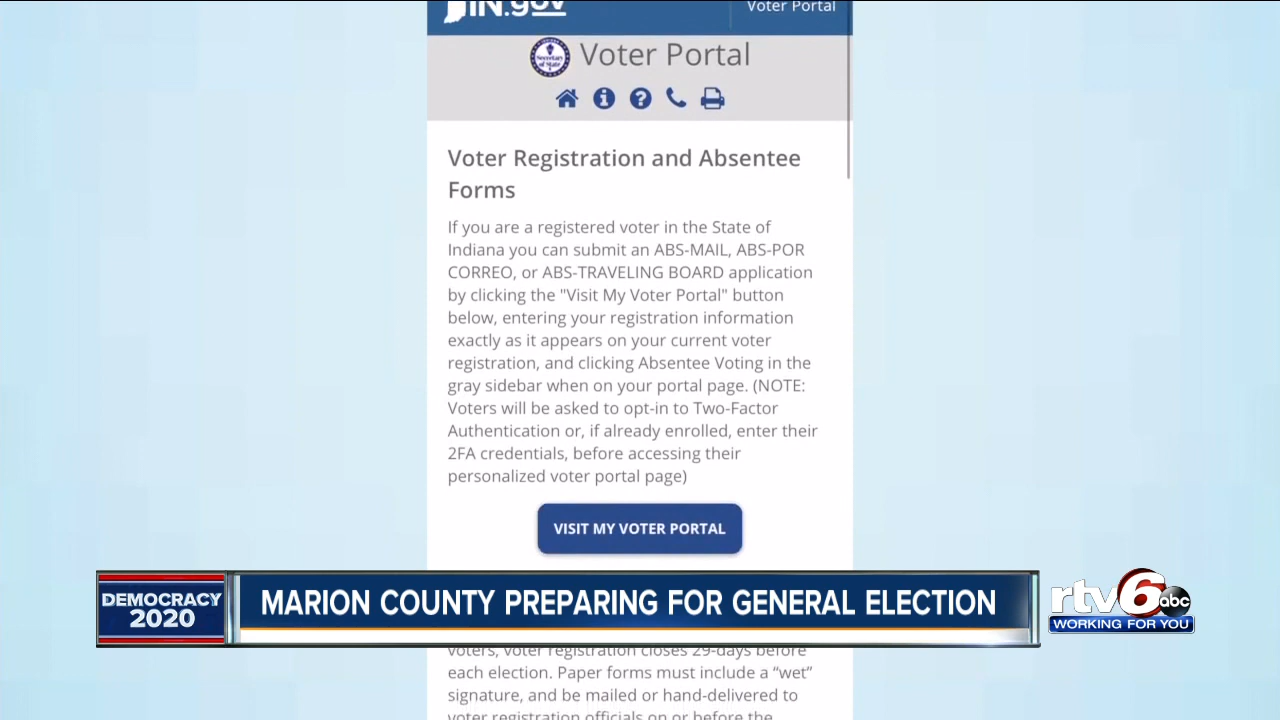 IN.gov
Voter Portal
Secretary of State
Voter Portal
Voter Registration and Absentee
Forms
If you are a registered voter in the State of
Indiana you can submit an ABS-MAIL, ABS-POR
CORREO, or ABS-TRAVELING BOARD application
by clicking the "Visit My Voter Portal" button
below, entering your registration information
exactly as it appears on your current voter
registration, and clicking Absentee Voting in the
gray sidebar when on your portal page. (NOTE:
Voters will be asked to opt-in to Two-Factor
Authentication or, if already enrolled, enter their
2FA credentials, before accessing their
personalized voter portal page)
VISIT MY VOTER PORTAL
DEMOCRACY
2020
MARION COUNTY PREPARING FOR GENERAL ELECTION
rtv6 abc
WORKING FOR YOU
voters, voter registration closes 29-days before
each election. Paper forms must include a “wet”
signature, and be mailed or hand-delivered to
voter registration officials on or before the